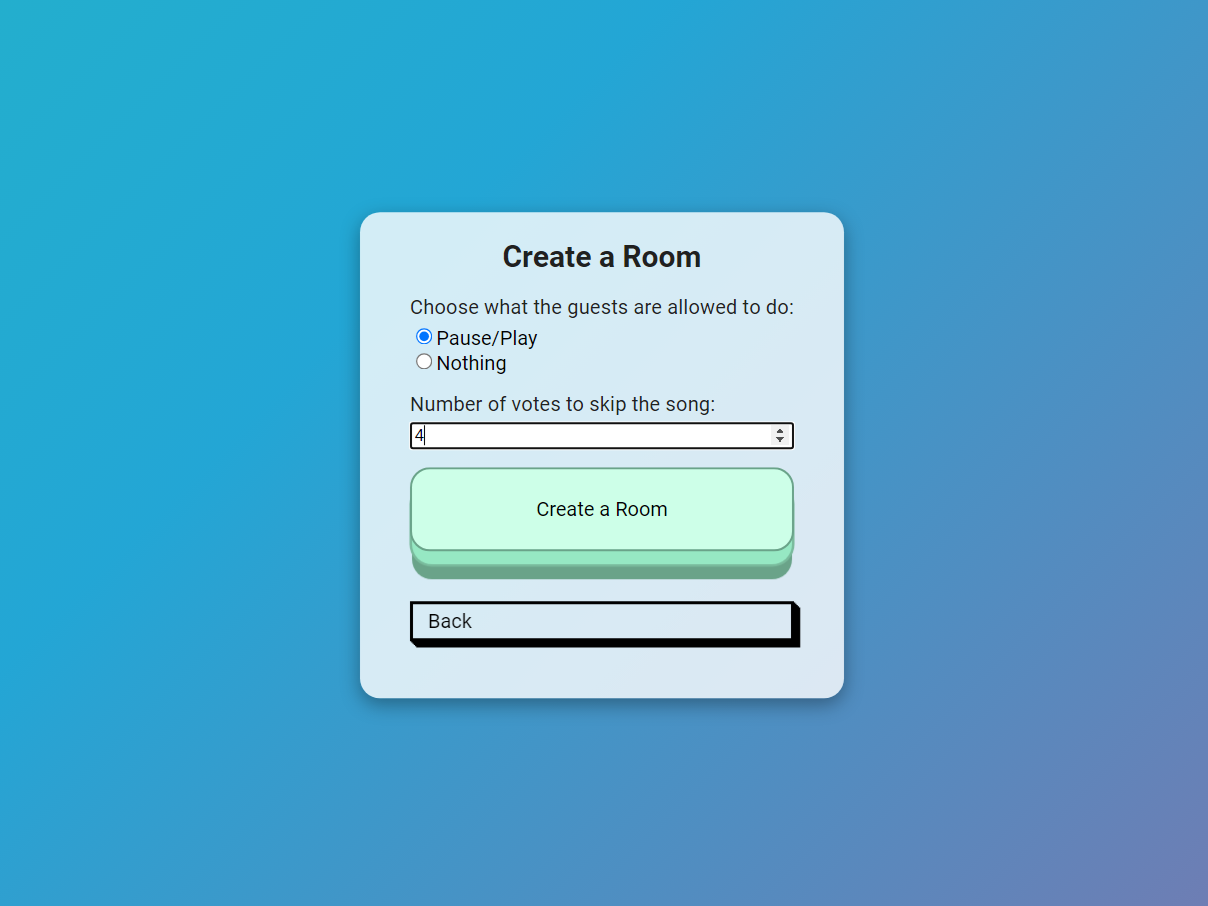 Create a Room
Choose what the guests are allowed to do:
Pause/Play
Nothing
Number of votes to skip the song:
4
Create a Room
Back